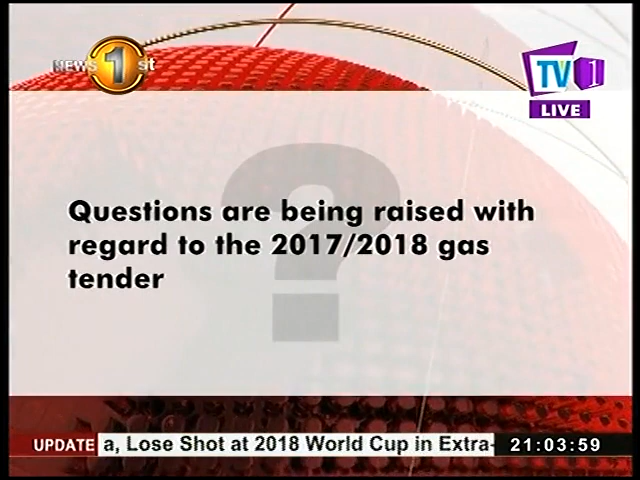 NEWS 1st
TV 1
LIVE
Questions are being raised with
regard to the 2017/2018 gas
tender
?
UPDATE a, Lose Shot at 2018 World Cup in Extra- 21:03:59